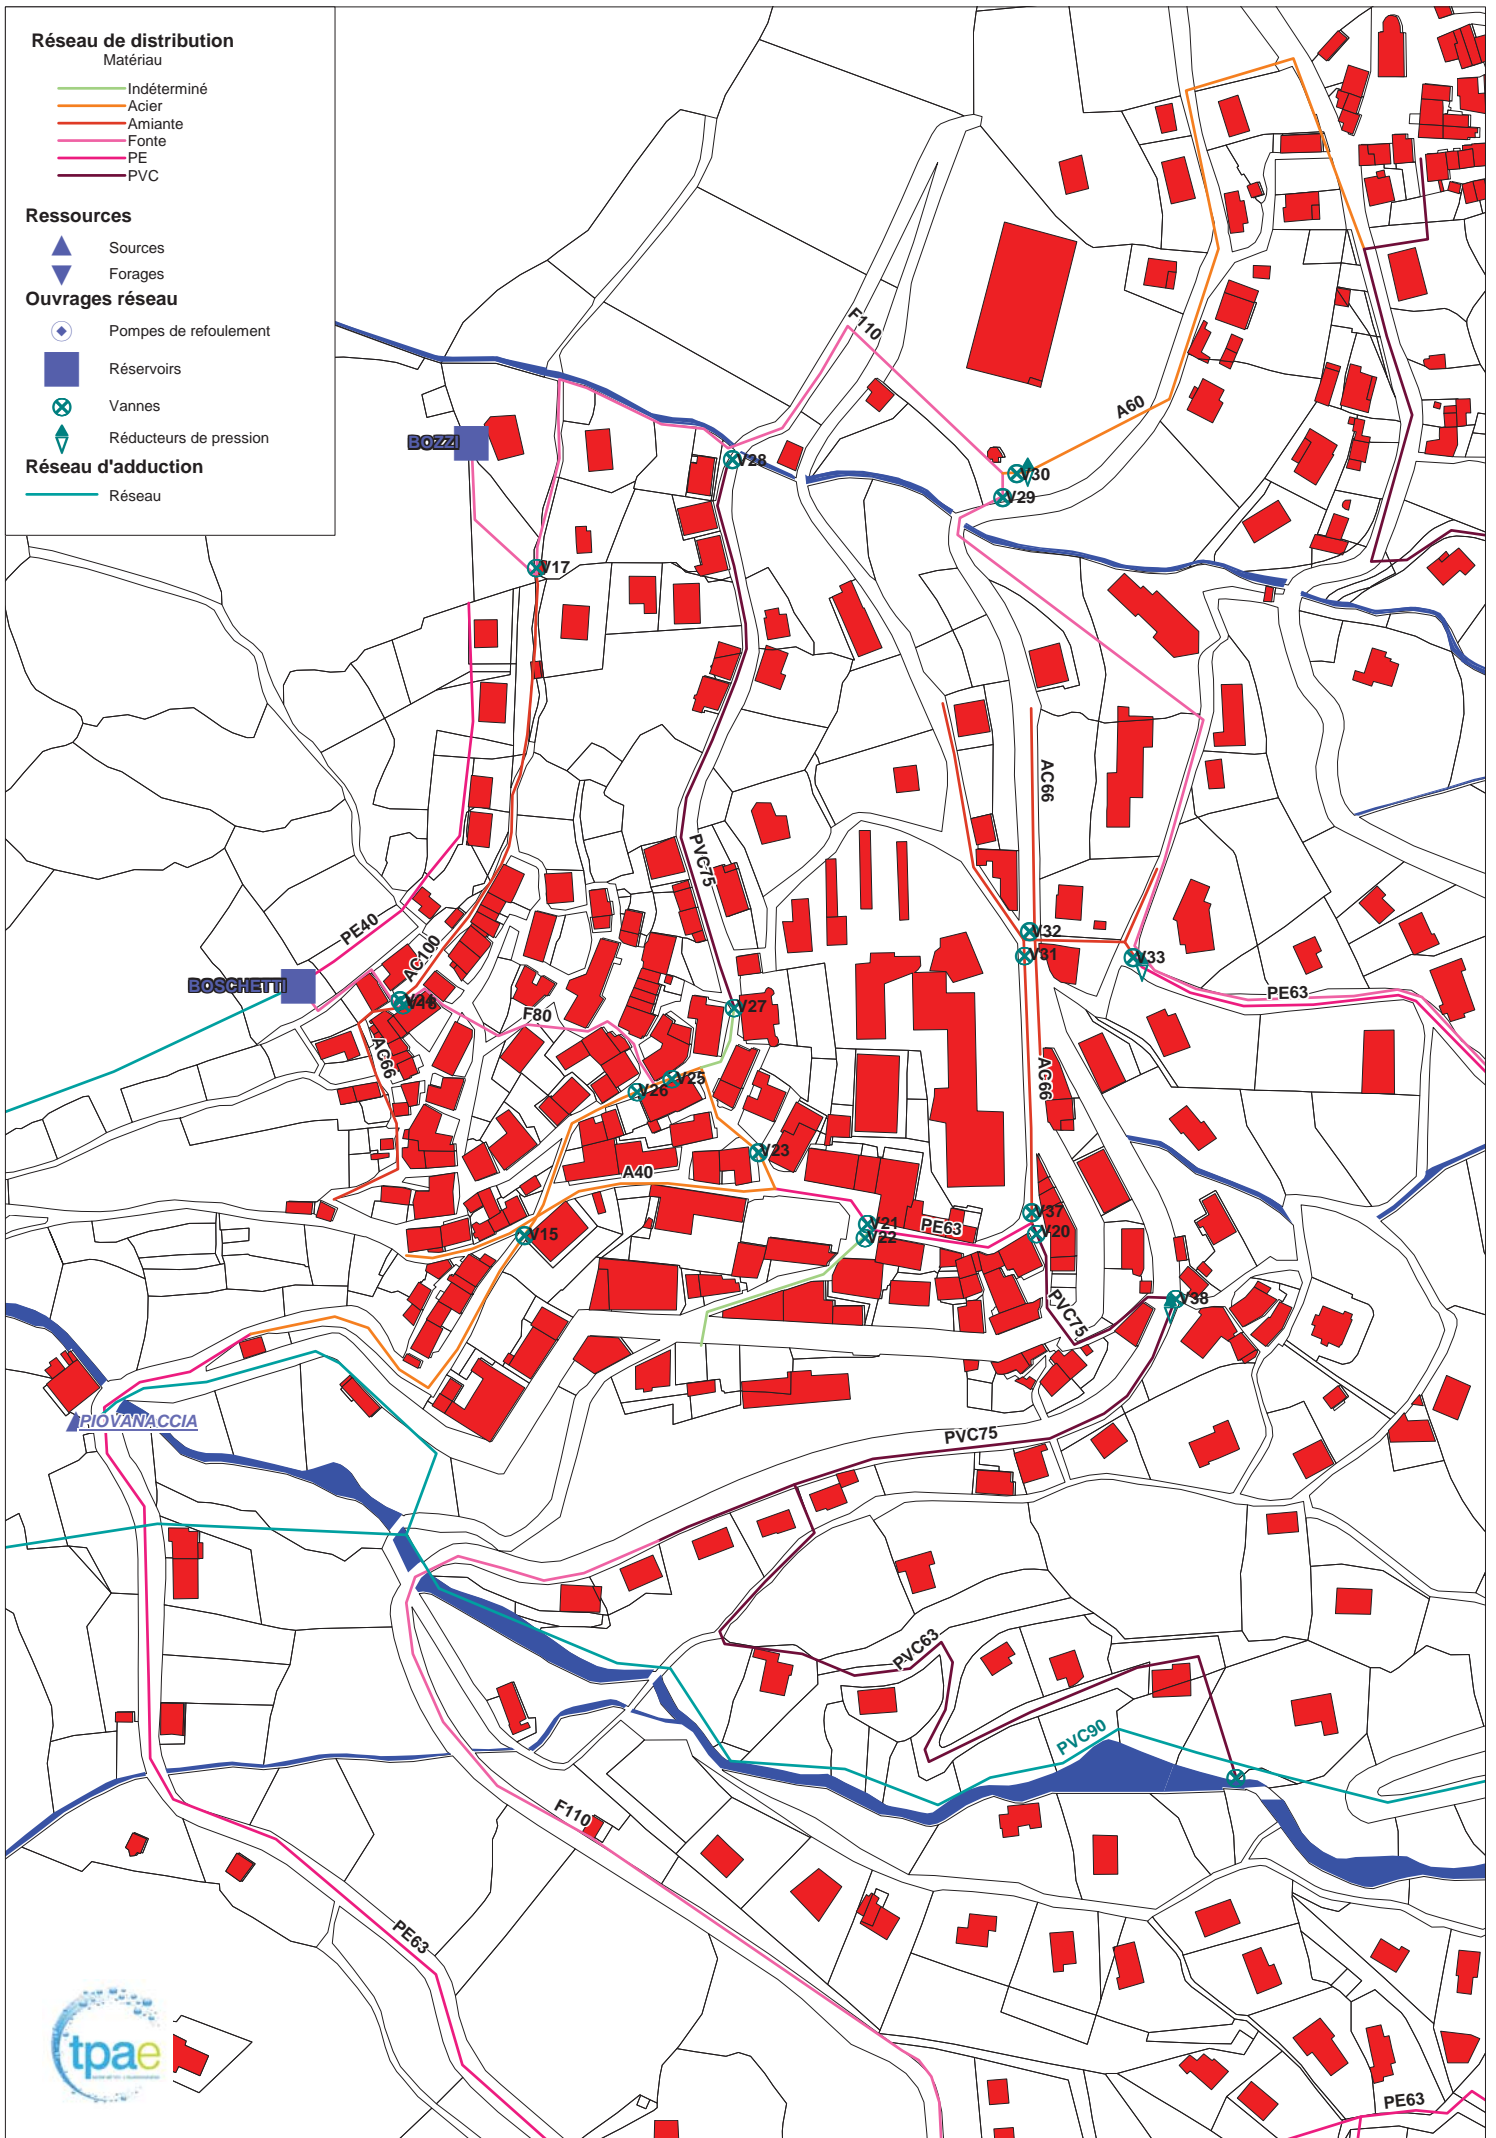 Réseau de distribution
Matériau
Indéterminé
Acier
Amiante
Fonte
PE
PVC
Ressources
Sources
Forages
Ouvrages réseau
Pompes de refoulement
Réservoirs
Vannes
Réducteurs de pression
Réseau d'adduction
Réseau
F110
A60
BOZZI
V28
V30
V29
V17
AC66
PVC75
PE40
AC100
V32
V31
V33
BOSCHETTI
PE63
F80
V27
AC66
AC66
V25
V26
V23
A40
V21
PE63
V37
V22
V20
V15
PVC75
V38
PIOVANACCIA
PVC75
PVC63
PVC90
F110
PE63
tpae
PE63